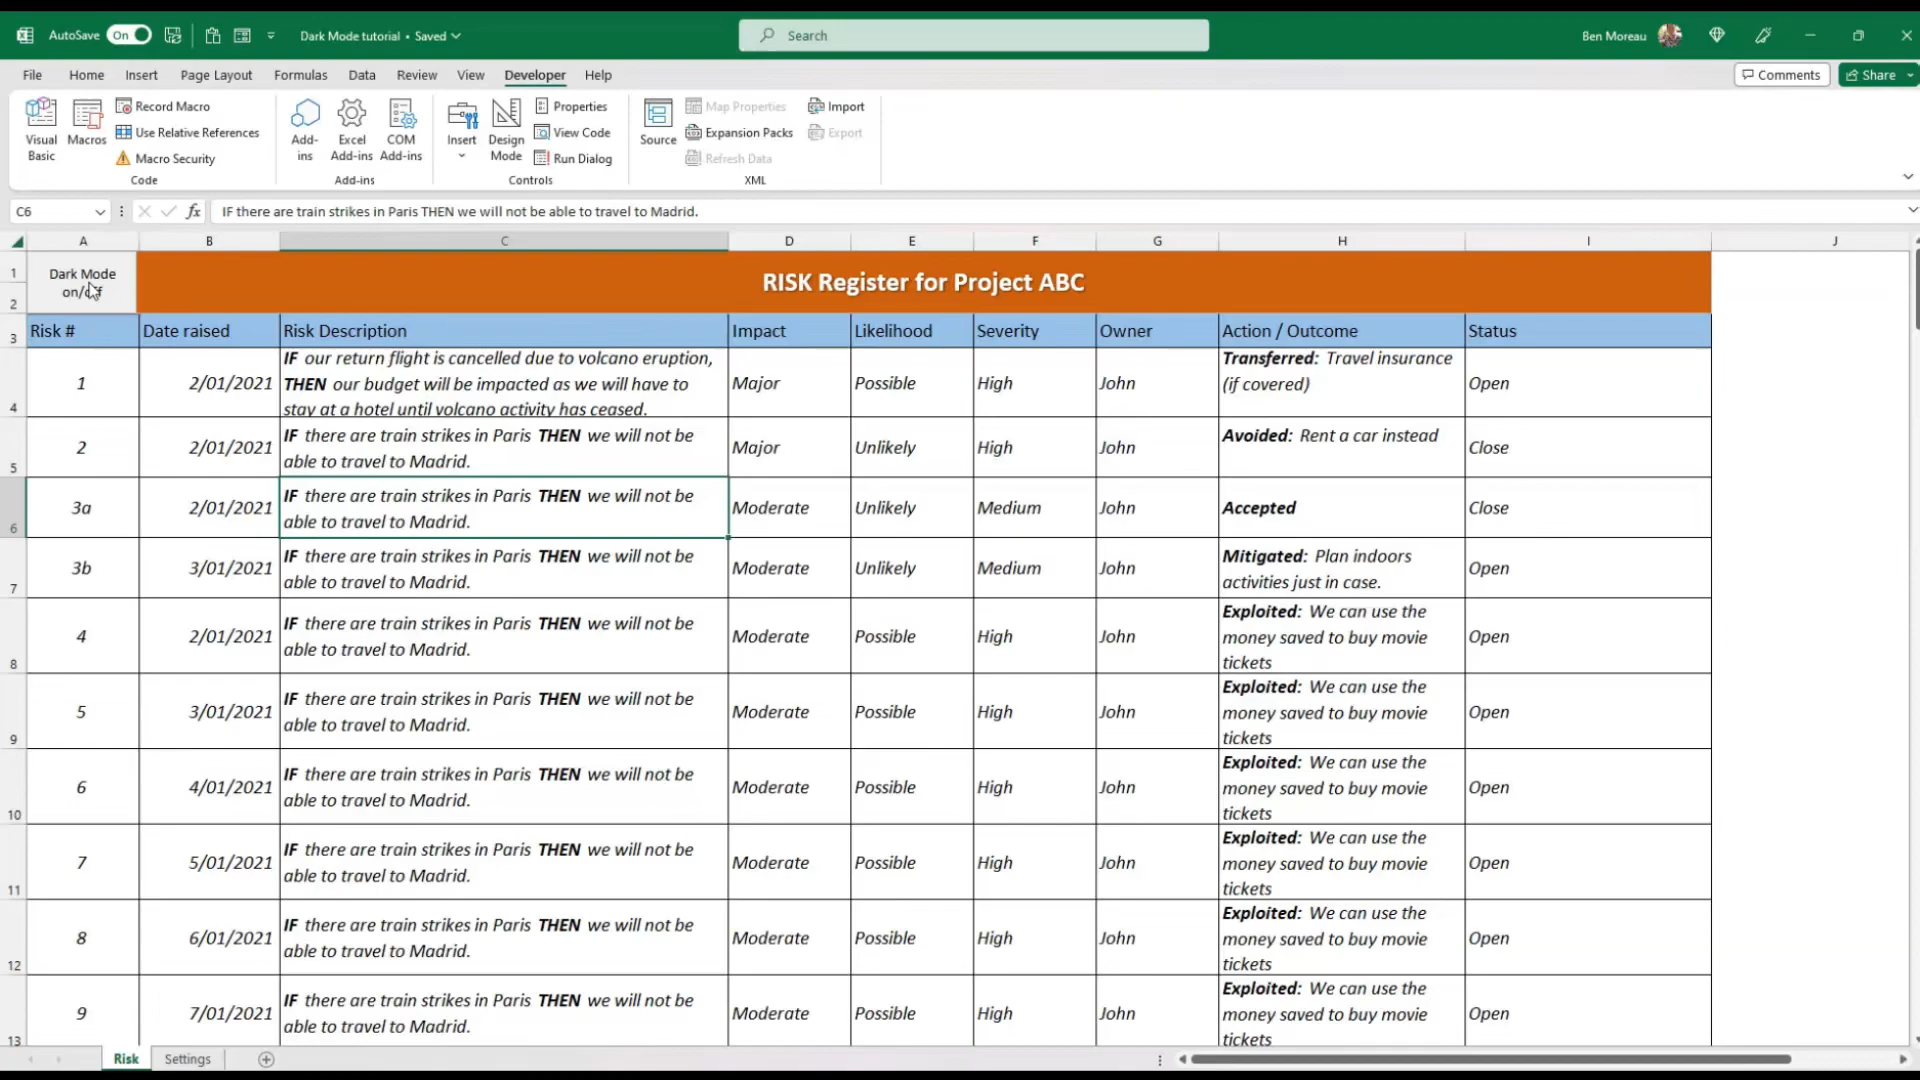 AutoSave On Dark Mode tutorial • Saved Search Ben Moreau
File Home Insert Page Layout Formulas Data Review View Developer Help Comments Share
Visual Basic
Macros
Record Macro
Use Relative References
Macro Security
Code
Add-ins
Excel Add-ins
COM Add-ins
Add-ins
Insert
Design Mode
Properties
View Code
Run Dialog
Controls
Source
Map Properties
Expansion Packs
Refresh Data
Import
Export
XML
C6 fx IF there are train strikes in Paris THEN we will not be able to travel to Madrid.
A B C D E F G H I J
1 2
Dark Mode
on/off
RISK Register for Project ABC
3 Risk # Date raised Risk Description Impact Likelihood Severity Owner Action / Outcome Status
4 1 2/01/2021
IF our return flight is cancelled due to volcano eruption,
THEN our budget will be impacted as we will have to
stay at a hotel until volcano activity has ceased.
Major Possible High John
Transferred: Travel insurance
(if covered)
Open
5 2 2/01/2021
IF there are train strikes in Paris THEN we will not be
able to travel to Madrid.
Major Unlikely High John
Avoided: Rent a car instead
Close
6 3a 2/01/2021
IF there are train strikes in Paris THEN we will not be
able to travel to Madrid.
Moderate Unlikely Medium John
Accepted
Close
7 3b 3/01/2021
IF there are train strikes in Paris THEN we will not be
able to travel to Madrid.
Moderate Unlikely Medium John
Mitigated: Plan indoors
activities just in case.
Open
8 4 2/01/2021
IF there are train strikes in Paris THEN we will not be
able to travel to Madrid.
Moderate Possible High John
Exploited: We can use the
money saved to buy movie
tickets
Open
9 5 3/01/2021
IF there are train strikes in Paris THEN we will not be
able to travel to Madrid.
Moderate Possible High John
Exploited: We can use the
money saved to buy movie
tickets
Open
10 6 4/01/2021
IF there are train strikes in Paris THEN we will not be
able to travel to Madrid.
Moderate Possible High John
Exploited: We can use the
money saved to buy movie
tickets
Open
11 7 5/01/2021
IF there are train strikes in Paris THEN we will not be
able to travel to Madrid.
Moderate Possible High John
Exploited: We can use the
money saved to buy movie
tickets
Open
12 8 6/01/2021
IF there are train strikes in Paris THEN we will not be
able to travel to Madrid.
Moderate Possible High John
Exploited: We can use the
money saved to buy movie
tickets
Open
13 9 7/01/2021
IF there are train strikes in Paris THEN we will not be
able to travel to Madrid.
Moderate Possible High John
Exploited: We can use the
money saved to buy movie
tickets
Open
Risk Settings